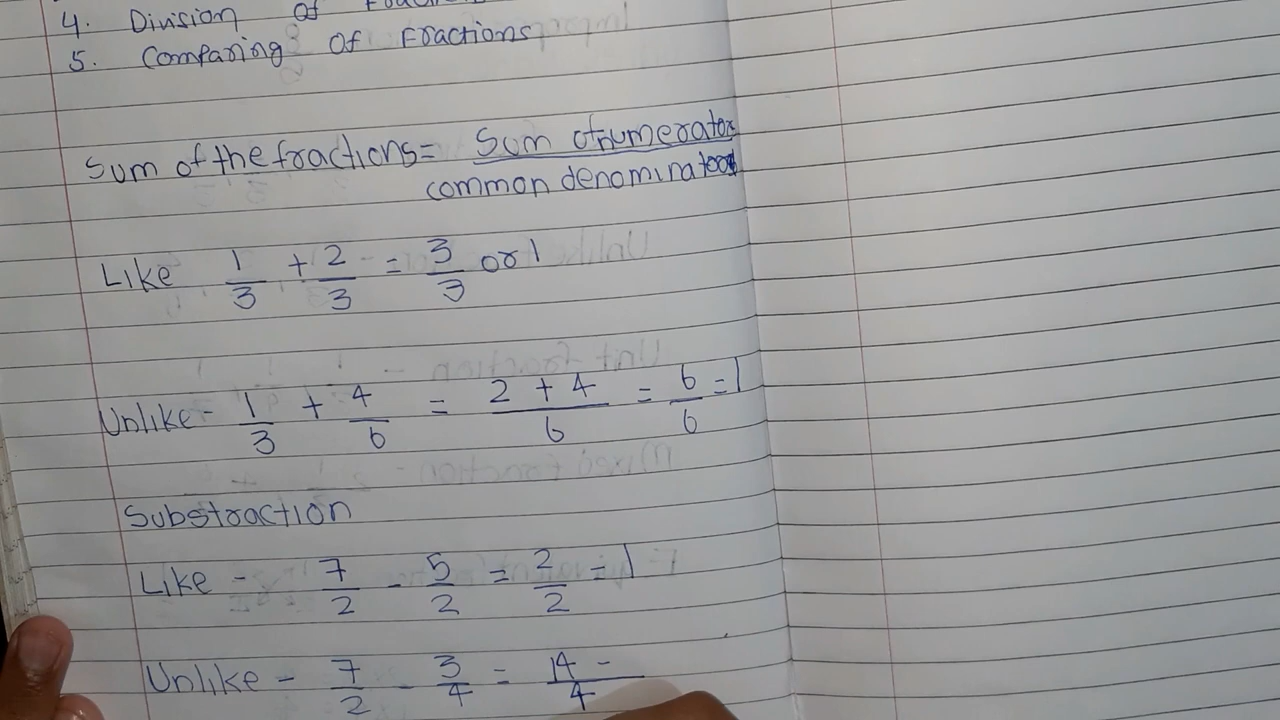 4. Division of
5. Comparing of Fractions
Sum of the fractions = Sum of numerator / common denominator
Like 1/3 + 2/3 = 3/3 or 1
Unlike - 1/3 + 4/6 = 2 + 4 / 6 = 6/6 = 1
Substraction
Like - 7/2 - 5/2 = 2/2 = 1
Unlike - 7/2 - 3/4 = 14 - / 4